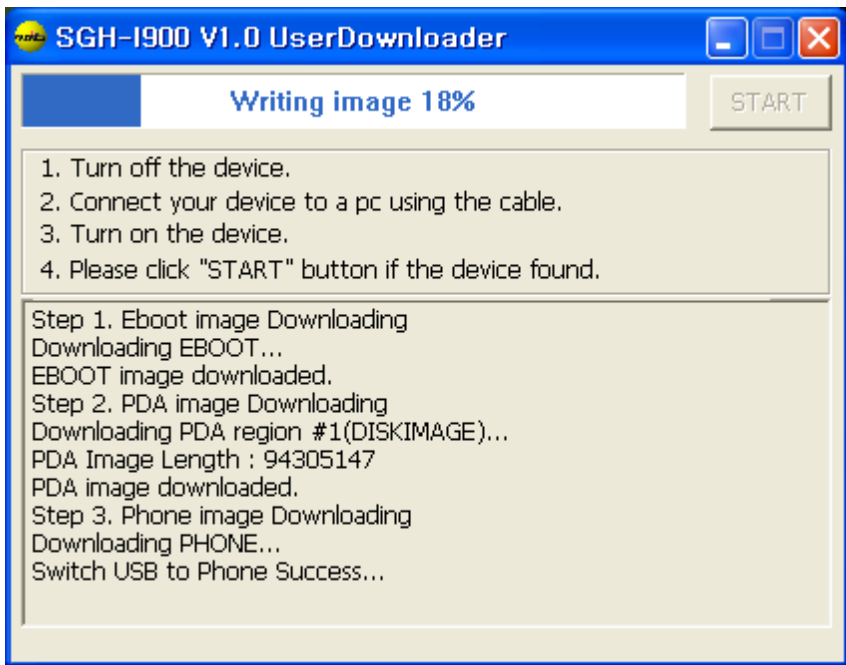 SGH-I900 V1.0 UserDownloader
Writing image 18%
START
1. Turn off the device.
2. Connect your device to a pc using the cable.
3. Turn on the device.
4. Please click "START" button if the device found.
Step 1. Eboot image Downloading
Downloading EBOOT...
EBOOT image downloaded.
Step 2. PDA image Downloading
Downloading PDA region #1(DISKIMAGE)...
PDA Image Length : 94305147
PDA image downloaded.
Step 3. Phone image Downloading
Downloading PHONE...
Switch USB to Phone Success...